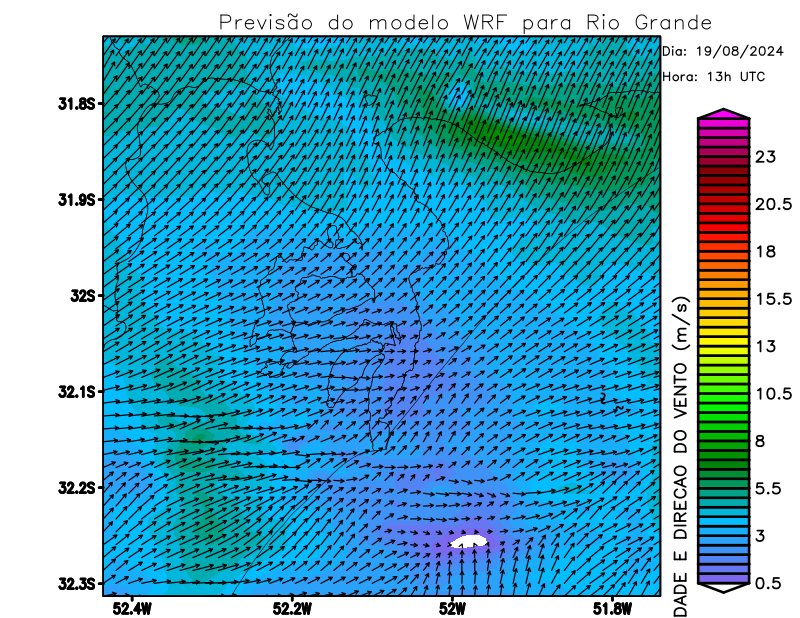 Previsão do modelo WRF para Rio Grande
Dia: 19/08/2024
Hora: 13h UTC
31.8S
31.9S
32S
32.1S
32.2S
32.3S
52.4W
52.2W
52W
51.8W
DADE E DIRECAO DO VENTO (m/s)
23
20.5
18
15.5
13
10.5
8
5.5
3
0.5